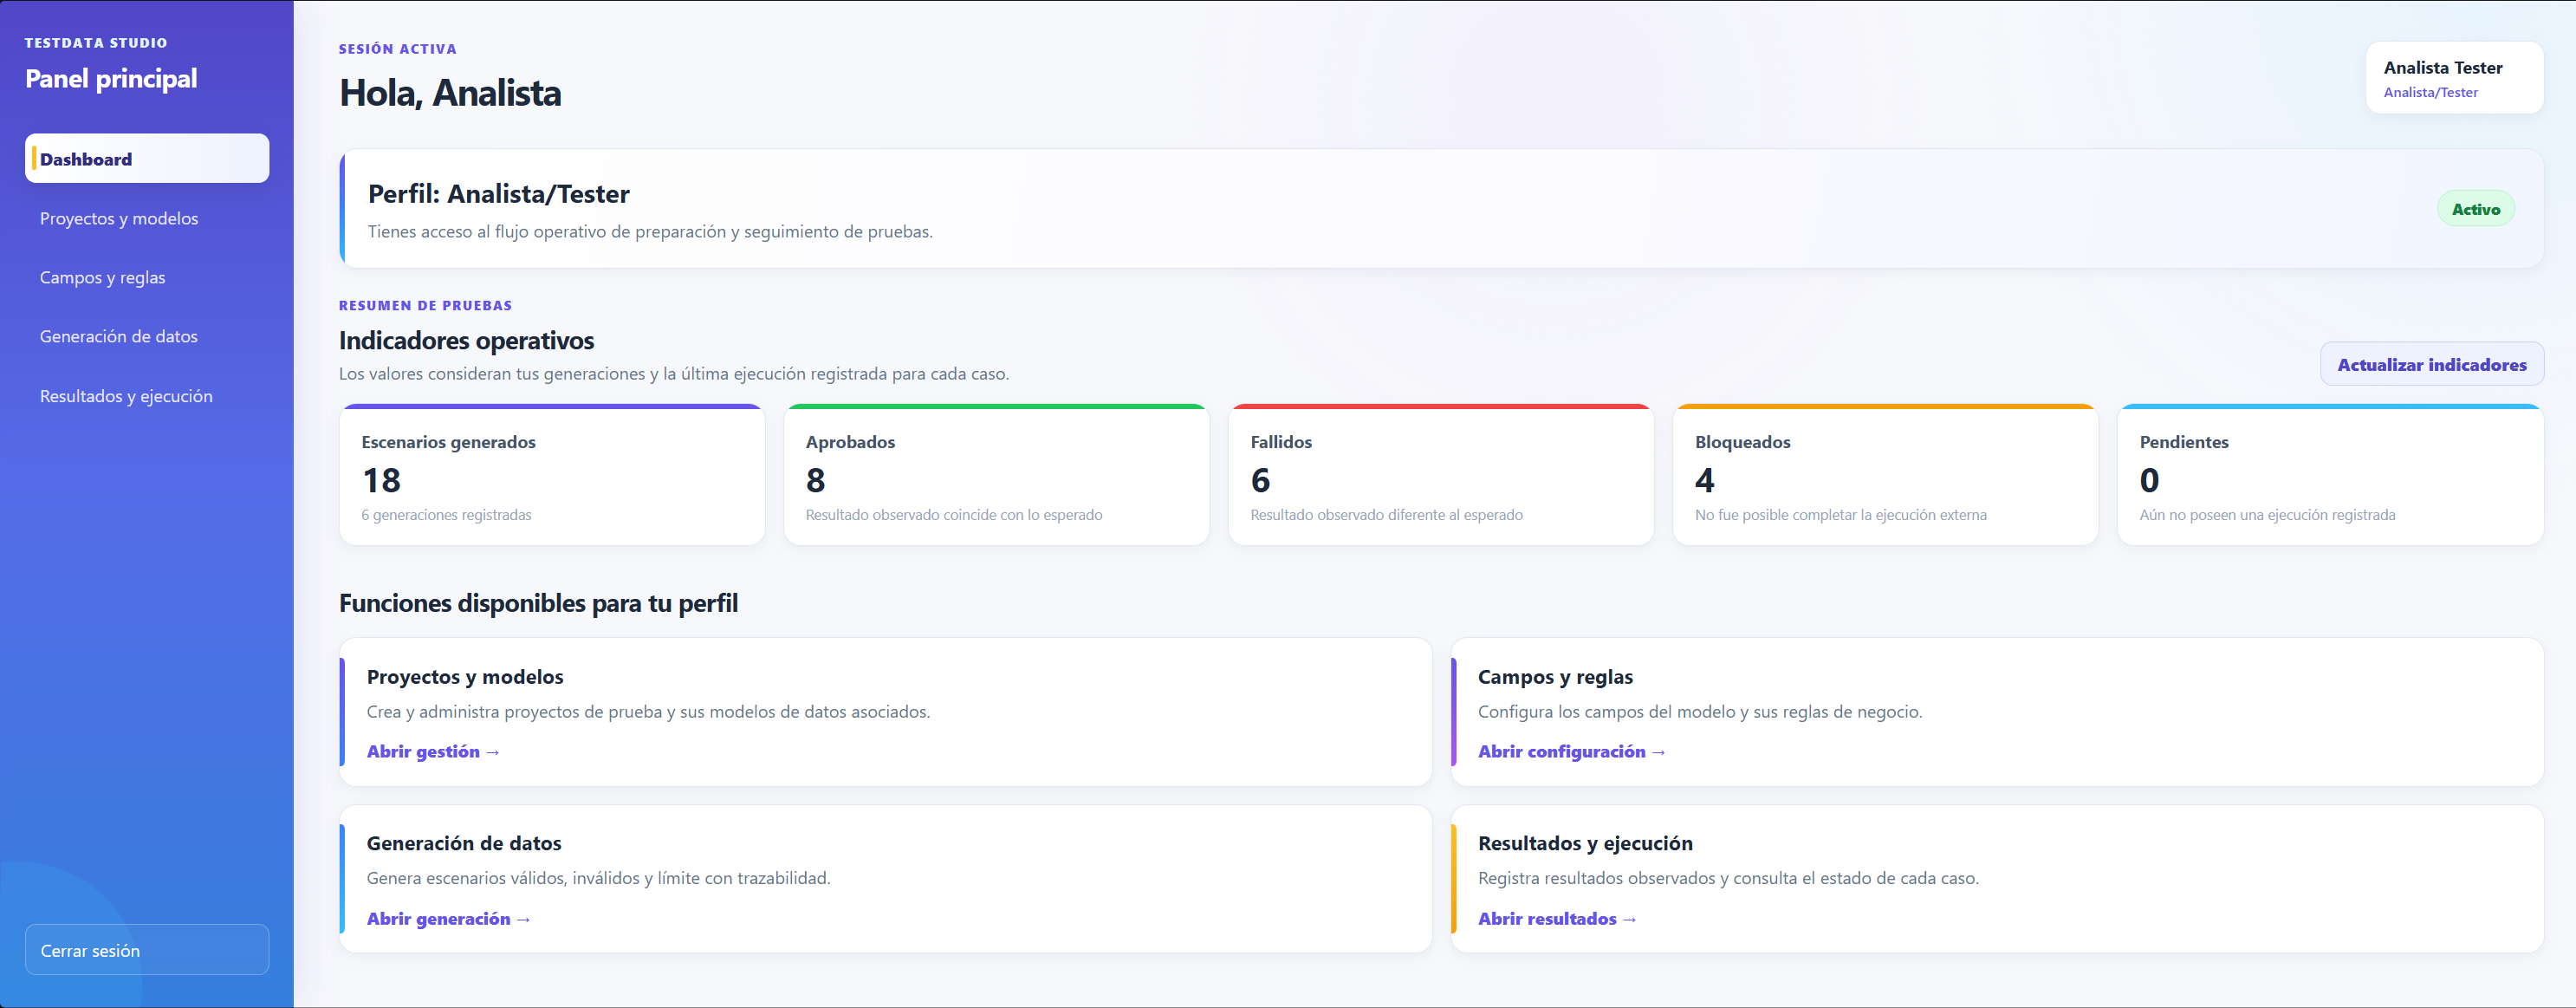 TESTDATA STUDIO
Panel principal
Dashboard
Proyectos y modelos
Campos y reglas
Generación de datos
Resultados y ejecución
Cerrar sesión
SESIÓN ACTIVA
Hola, Analista
Analista Tester
Analista/Tester
Perfil: Analista/Tester
Tienes acceso al flujo operativo de preparación y seguimiento de pruebas.
Activo
RESUMEN DE PRUEBAS
Indicadores operativos
Los valores consideran tus generaciones y la última ejecución registrada para cada caso.
Actualizar indicadores
Escenarios generados
18
6 generaciones registradas
Aprobados
8
Resultado observado coincide con lo esperado
Fallidos
6
Resultado observado diferente al esperado
Bloqueados
4
No fue posible completar la ejecución externa
Pendientes
0
Aún no poseen una ejecución registrada
Funciones disponibles para tu perfil
Proyectos y modelos
Crea y administra proyectos de prueba y sus modelos de datos asociados.
Abrir gestión →
Campos y reglas
Configura los campos del modelo y sus reglas de negocio.
Abrir configuración →
Generación de datos
Genera escenarios válidos, inválidos y límite con trazabilidad.
Abrir generación →
Resultados y ejecución
Registra resultados observados y consulta el estado de cada caso.
Abrir resultados →